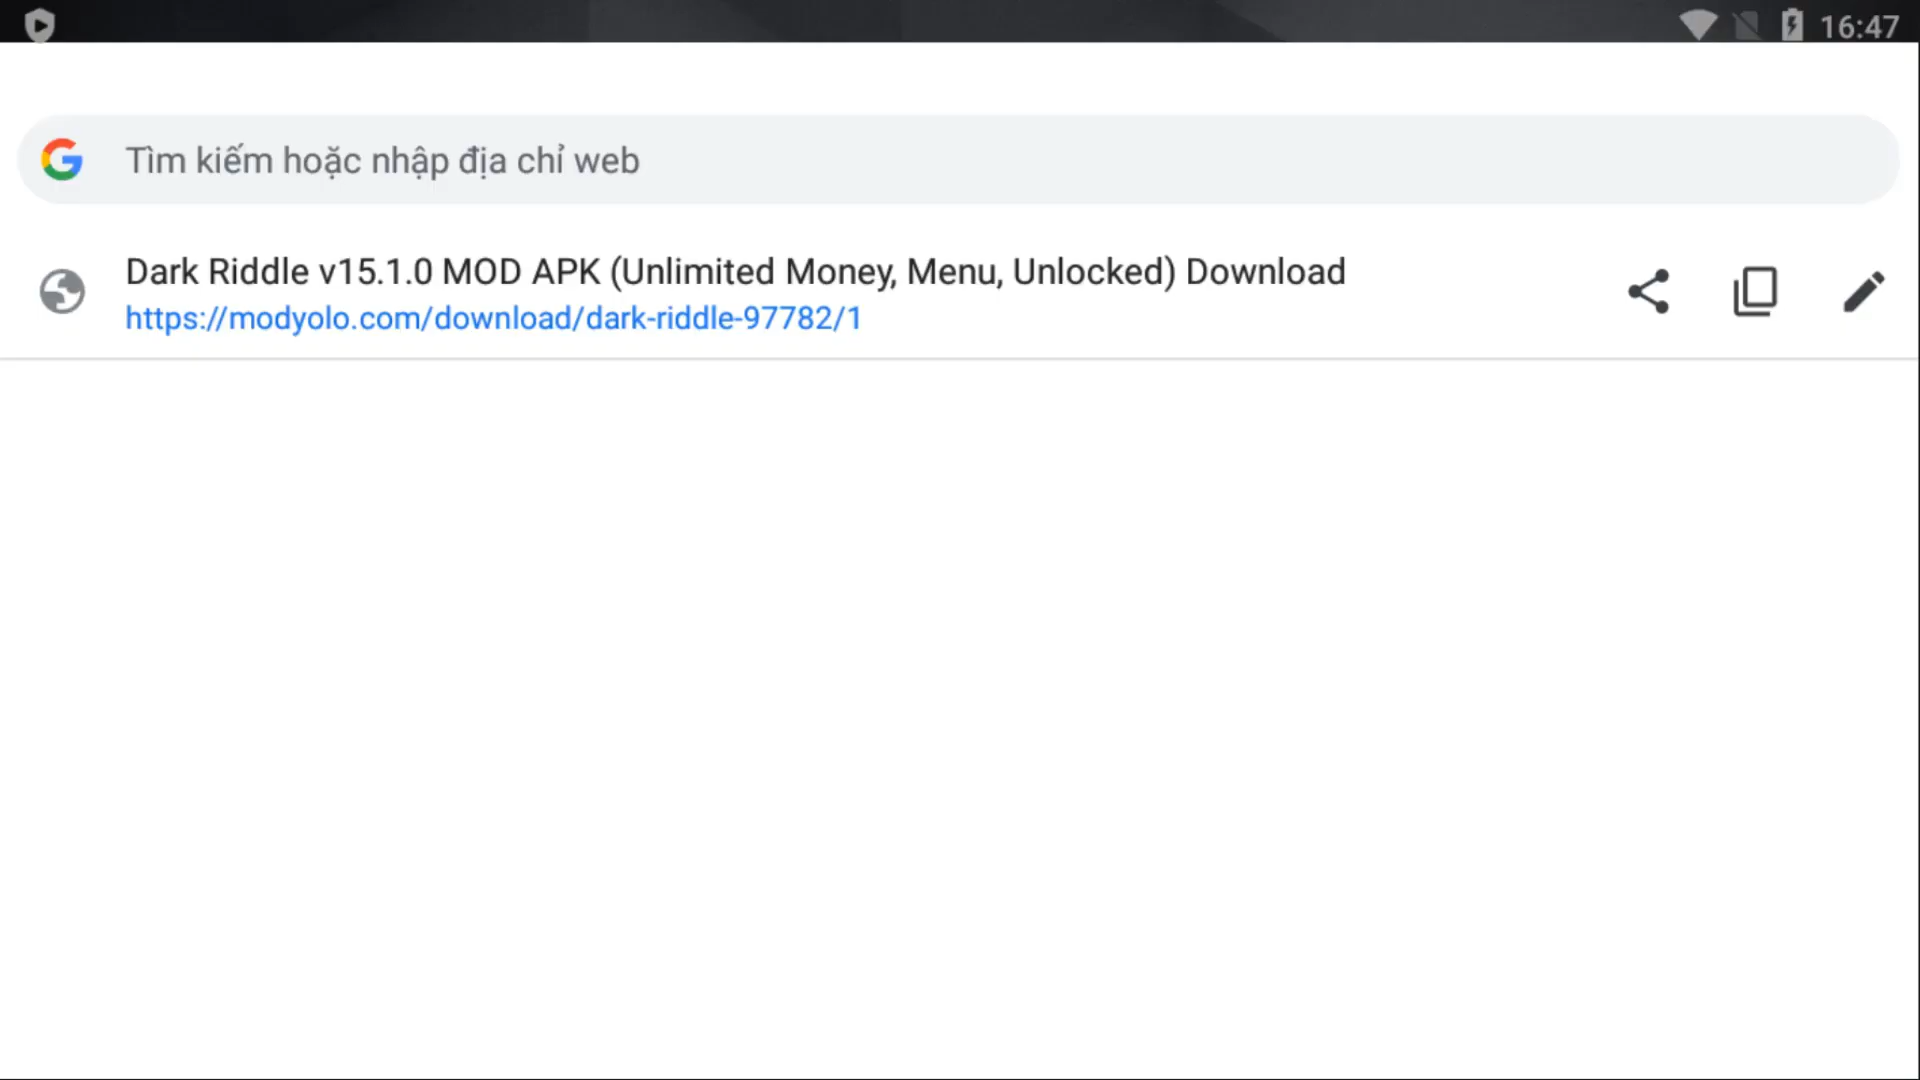 16:47
Tìm kiếm hoặc nhập địa chỉ web
Dark Riddle v15.1.0 MOD APK (Unlimited Money, Menu, Unlocked) Download
https://modyolo.com/download/dark-riddle-97782/1